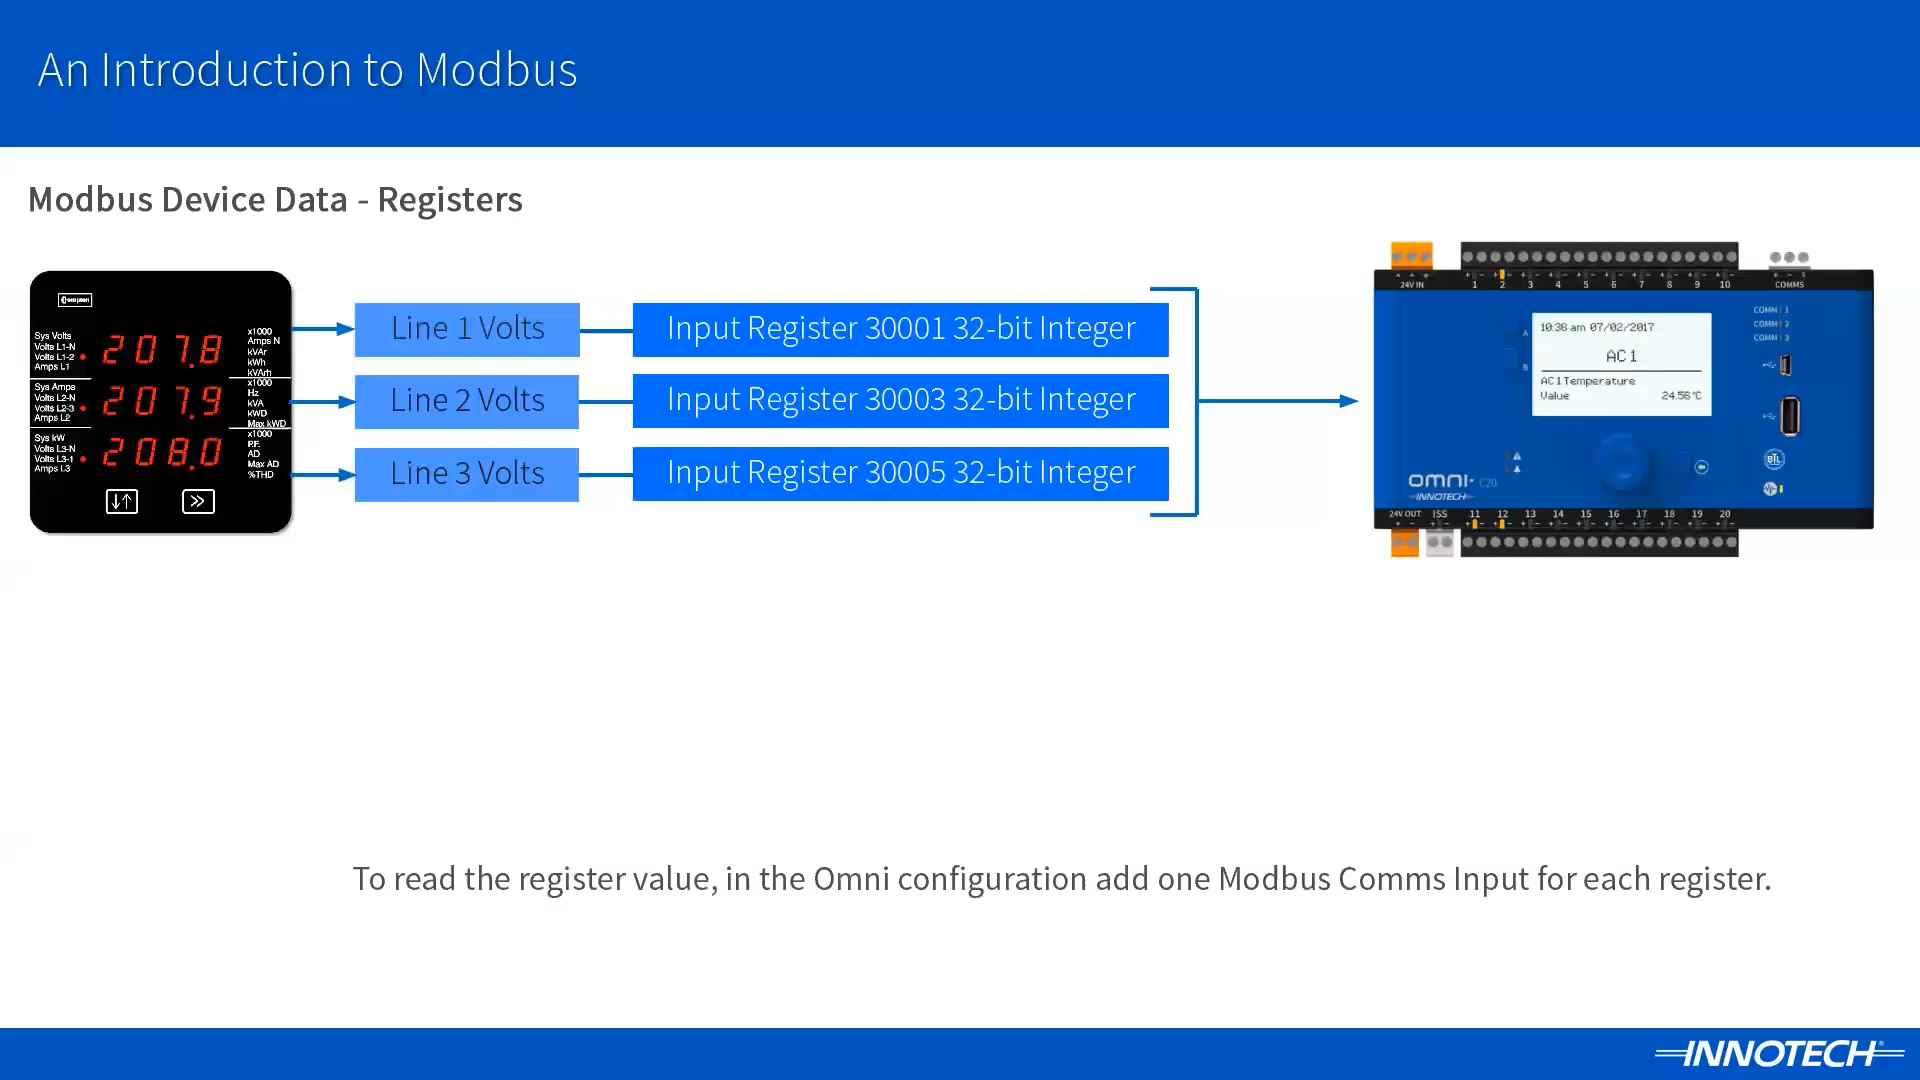 An Introduction to Modbus
Modbus Device Data - Registers
Crompton
Sys Volts
Volts L1-N
Volts L1-2
Amps L1
207.8
x1000
Amps N
kVAr
kWh
kVArh
Sys Amps
Volts L2-N
Volts L2-3
Amps L2
207.9
x1000
Hz
kVA
kWD
Max kWD
Sys kW
Volts L3-N
Volts L3-1
Amps L3
208.0
x1000
P.F.
AD
Max AD
%THD
Line 1 Volts
Input Register 30001 32-bit Integer
Line 2 Volts
Input Register 30003 32-bit Integer
Line 3 Volts
Input Register 30005 32-bit Integer
24V IN
1 2 3 4 5 6 7 8 9 10
COMMS
COMM 1
COMM 2
COMM 3
A
B
10:36 am 07/02/2017
AC1
AC1 Temperature
Value 24.56°C
omni C20
INNOTECH
BTL
24V OUT ISS 11 12 13 14 15 16 17 18 19 20
To read the register value, in the Omni configuration add one Modbus Comms Input for each register.
INNOTECH